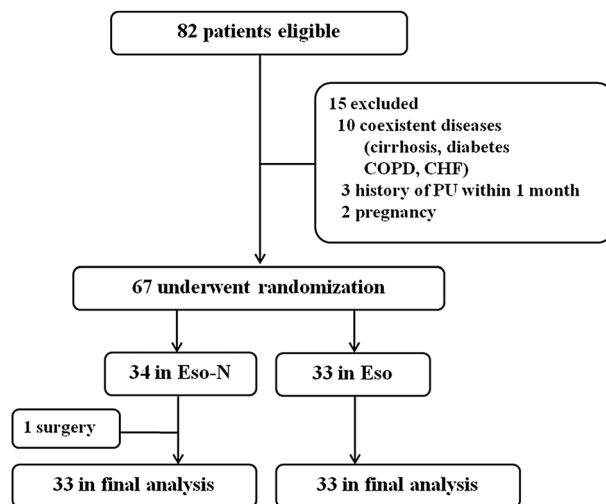 82 patients eligible
15 excluded
10 coexistent diseases
(cirrhosis, diabetes
COPD, CHF)
3 history of PU within 1 month
2 pregnancy
67 underwent randomization
34 in Eso-N
33 in Eso
1 surgery
33 in final analysis
33 in final analysis